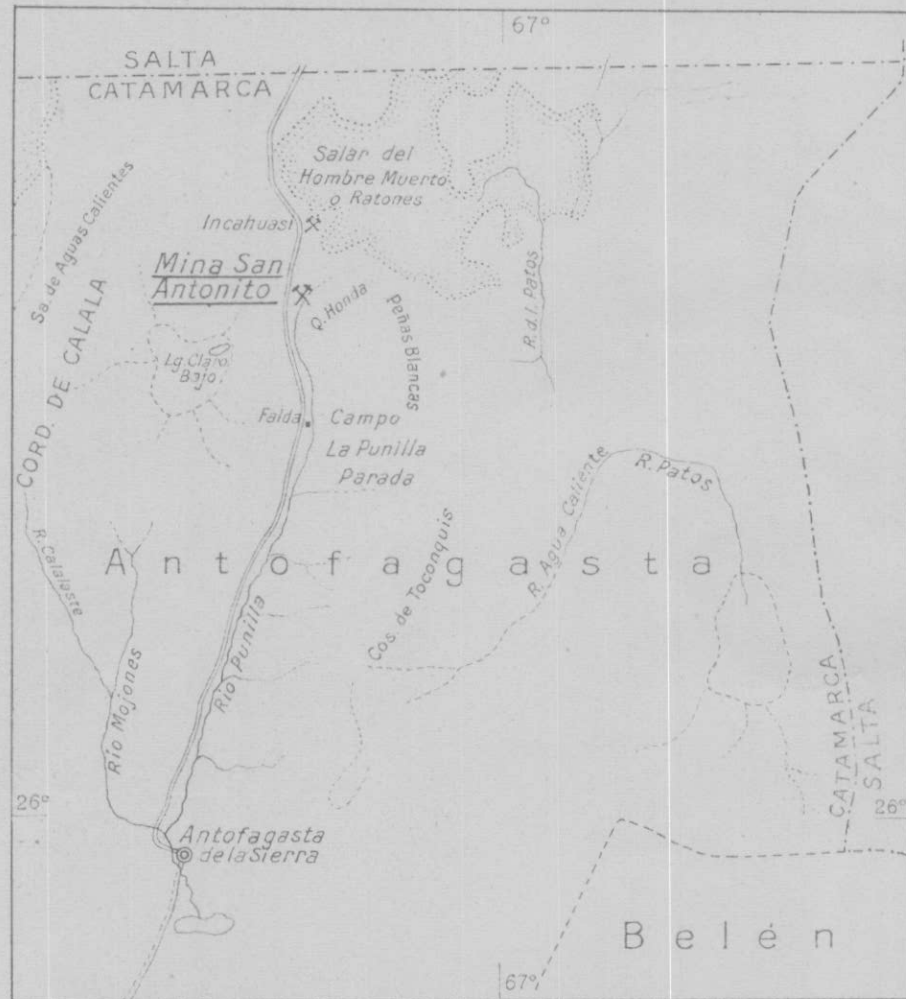 67°
SALTA
CATAMARCA
Salar del
Hombre Muerto
o Ratones
Sa. de Aguas Calientes
Incahuasi
Mina San
Antonito
Q. Honda
Peñas Blancas
R.d.l. Patos
CORD. DE CALALA
Lg. Claro
Bajo
Falda
Campo
La Punilla
Parada
R. Agua Caliente
R. Patos
R. Calalaste
Antofagasta
Cos. de Toconquis
Rio Punilla
Rio Mojones
CATAMARCA
SALTA
26°
26°
Antofagasta
de la Sierra
Belén
67°